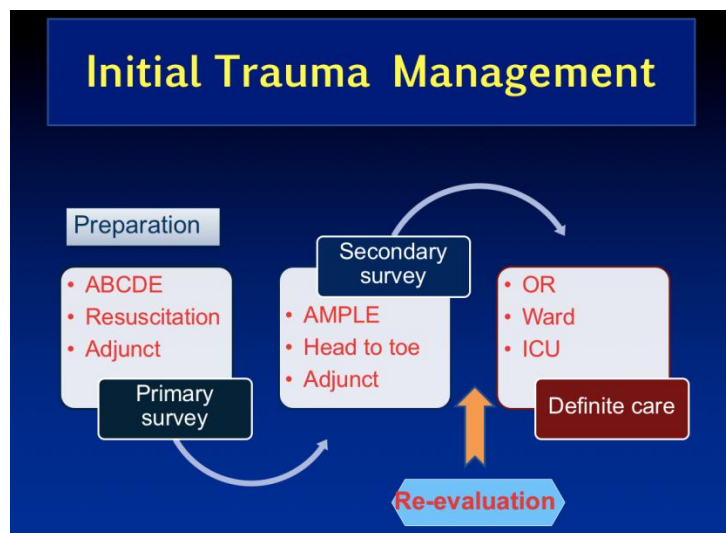 Initial Trauma Management
Preparation
• ABCDE
• Resuscitation
• Adjunct
Primary
survey
Secondary
survey
• AMPLE
• Head to toe
• Adjunct
• OR
• Ward
• ICU
Definite care
Re-evaluation